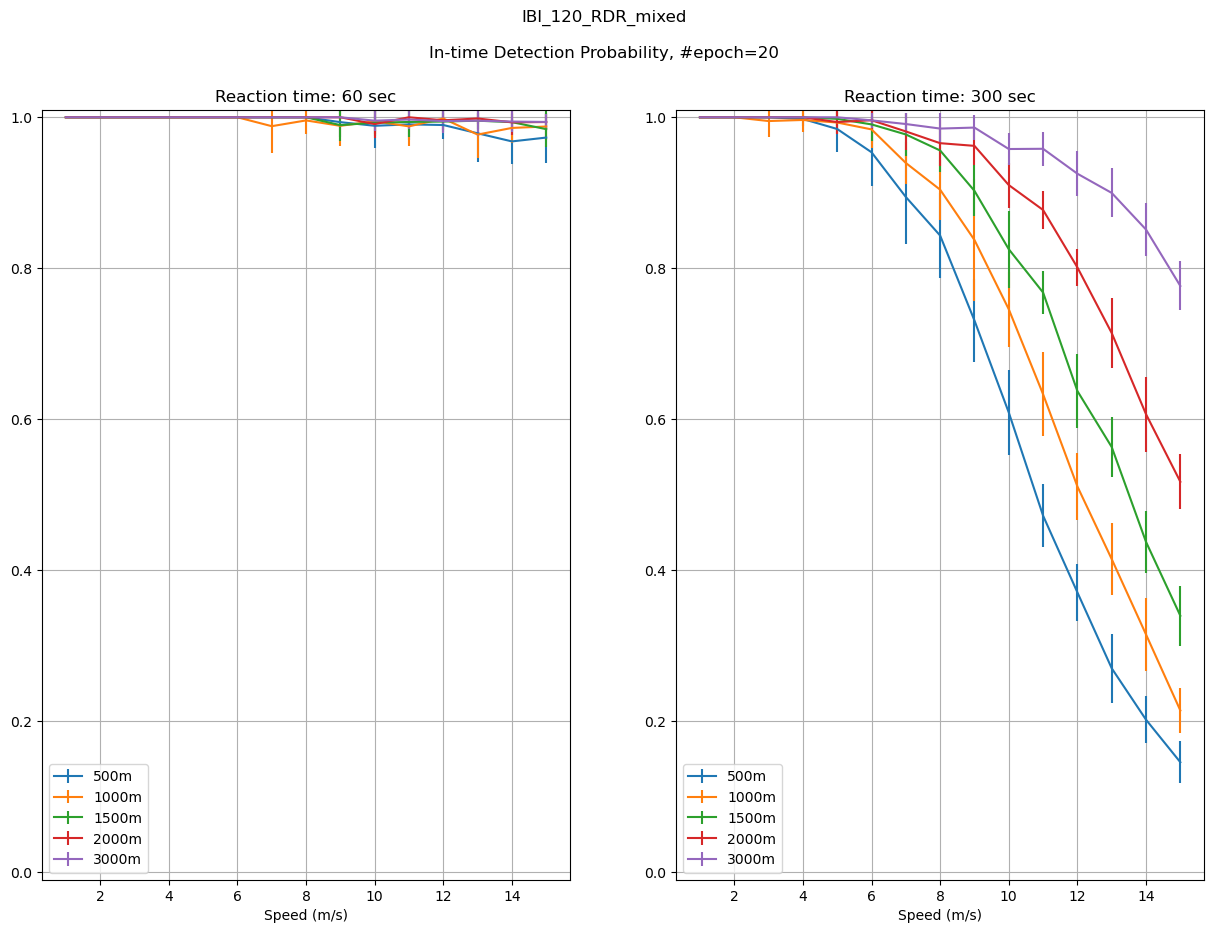 IBI_120_RDR_mixed
In-time Detection Probability, #epoch=20
Reaction time: 60 sec
1.0
0.8
0.6
0.4
0.2
0.0
2 4 6 8 10 12 14
Speed (m/s)
500m
1000m
1500m
2000m
3000m
Reaction time: 300 sec
1.0
0.8
0.6
0.4
0.2
0.0
2 4 6 8 10 12 14
Speed (m/s)
500m
1000m
1500m
2000m
3000m